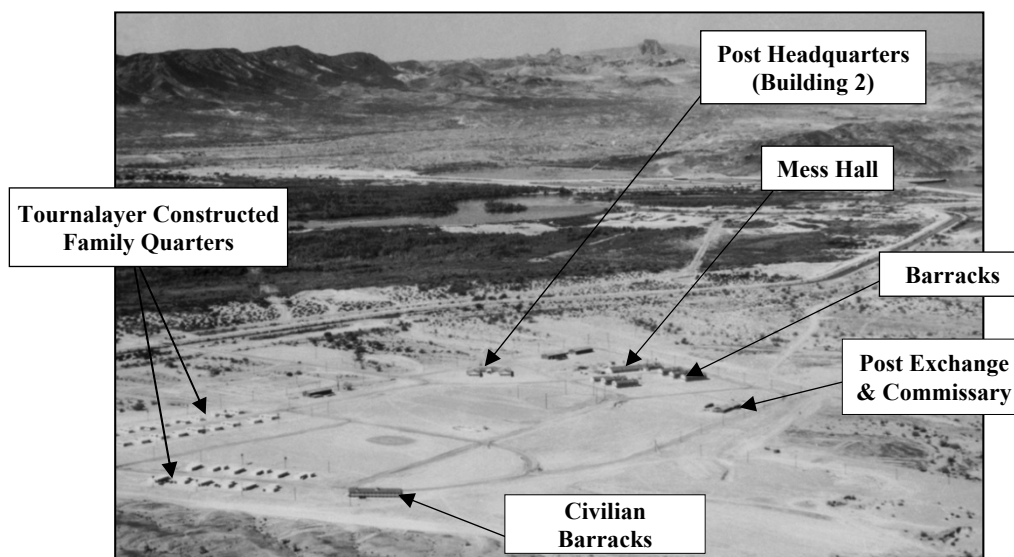 Post Headquarters
(Building 2)
Mess Hall
Tournalayer Constructed
Family Quarters
Barracks
Post Exchange
& Commissary
Civilian
Barracks